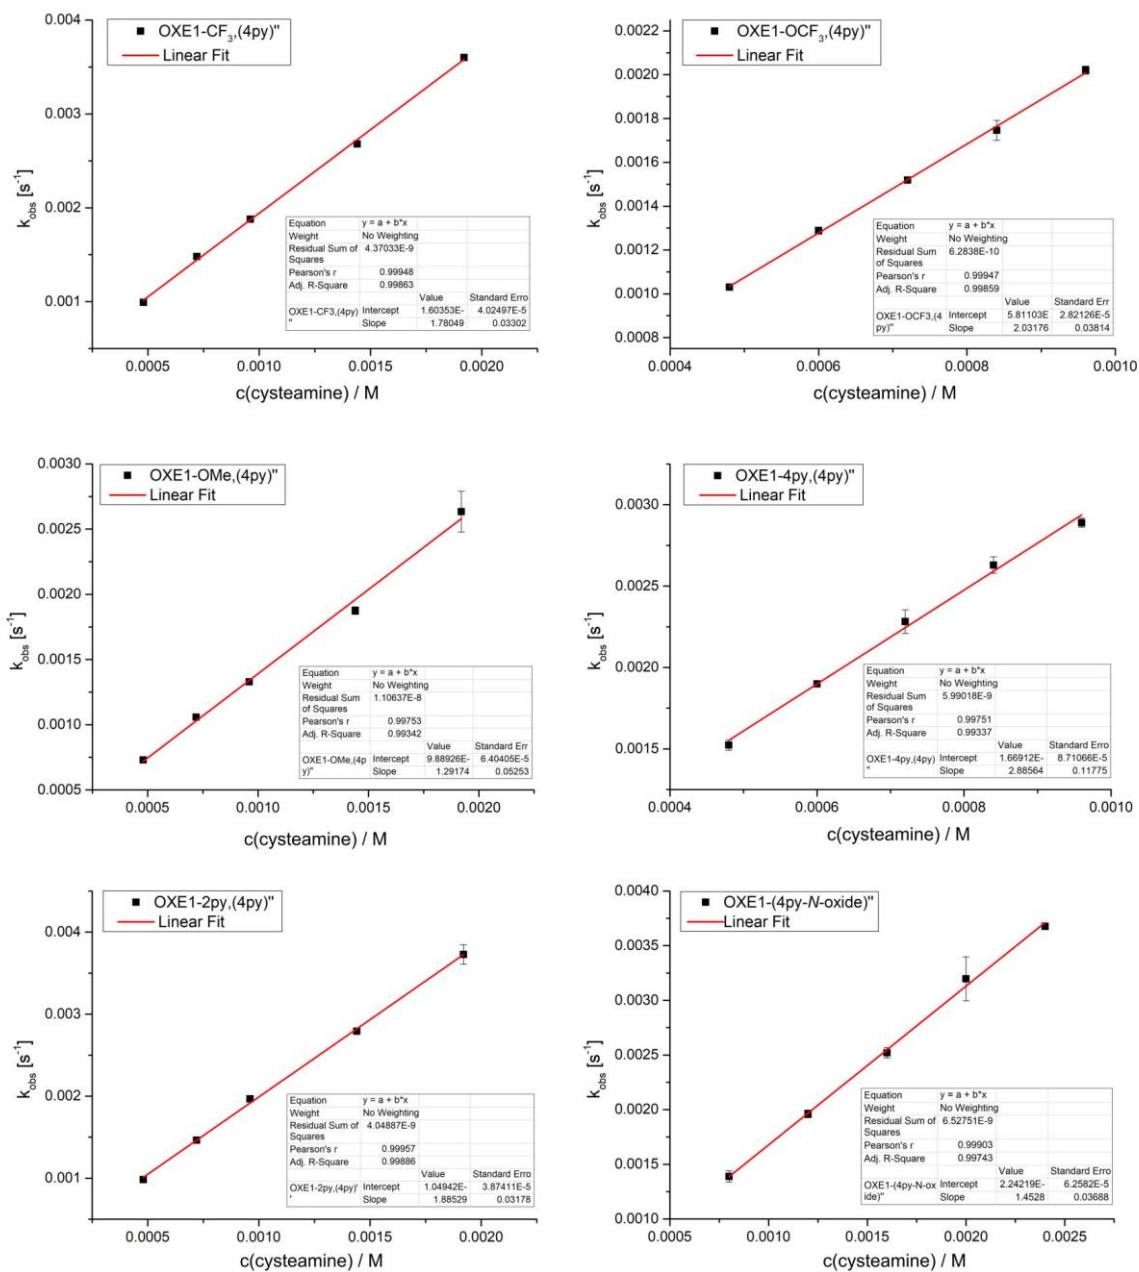 OXE1-CF3,(4py)"
Linear Fit
0.004
0.003
0.002
0.001
kobs [s-1]
Equation y = a + b*x
Weight No Weighting
Residual Sum of Squares 4.37033E-9
Pearson's r 0.99948
Adj. R-Square 0.99863
Value Standard Erro
OXE1-CF3,(4py) Intercept 1.60353E- 4.02497E-5
" Slope 1.78049 0.03302
0.0005 0.0010 0.0015 0.0020
c(cysteamine) / M
OXE1-OCF3,(4py)"
Linear Fit
0.0022
0.0020
0.0018
0.0016
0.0014
0.0012
0.0010
0.0008
kobs [s-1]
Equation y = a + b*x
Weight No Weighting
Residual Sum
of Squares 6.2838E-10
Pearson's r 0.99947
Adj. R-Square 0.99859
Value Standard Err
OXE1-OCF3,(4 Intercept 5.81103E 2.82126E-5
py)" Slope 2.03176 0.03814
0.0004 0.0006 0.0008 0.0010
c(cysteamine) / M
OXE1-OMe,(4py)"
Linear Fit
0.0030
0.0025
0.0020
0.0015
0.0010
0.0005
kobs [s-1]
Equation y = a + b*x
Weight No Weighting
Residual Sum
of Squares 1.10637E-8
Pearson's r 0.99753
Adj. R-Square 0.99342
Value Standard Err
OXE1-OMe,(4p Intercept 9.88926E- 6.40405E-5
y)" Slope 1.29174 0.05253
0.0005 0.0010 0.0015 0.0020
c(cysteamine) / M
OXE1-4py,(4py)"
Linear Fit
0.0030
0.0025
0.0020
0.0015
kobs [s-1]
Equation y = a + b*x
Weight No Weighting
Residual Sum
of Squares 5.99018E-9
Pearson's r 0.99751
Adj. R-Square 0.99337
Value Standard Err
OXE1-4py,(4py) Intercept 1.66912E- 8.71066E-5
" Slope 2.88564 0.11775
0.0004 0.0006 0.0008 0.0010
c(cysteamine) / M
OXE1-2py,(4py)"
Linear Fit
0.004
0.003
0.002
0.001
kobs [s-1]
Equation y = a + b*x
Weight No Weighting
Residual Sum of
Squares 4.04887E-9
Pearson's r 0.99957
Adj. R-Square 0.99886
Value Standard Erro
OXE1-2py,(4py)' Intercept 1.04942E- 3.87411E-5
' Slope 1.88529 0.03178
0.0005 0.0010 0.0015 0.0020
c(cysteamine) / M
OXE1-(4py-N-oxide)"
Linear Fit
0.0040
0.0035
0.0030
0.0025
0.0020
0.0015
0.0010
kobs [s-1]
Equation y = a + b*x
Weight No Weighting
Residual Sum of
Squares 6.52751E-9
Pearson's r 0.99903
Adj. R-Square 0.99743
Value Standard Erro
OXE1-(4py-N-ox Intercept 2.24219E- 6.2582E-5
ide)" Slope 1.4528 0.03688
0.0005 0.0010 0.0015 0.0020 0.0025
c(cysteamine) / M